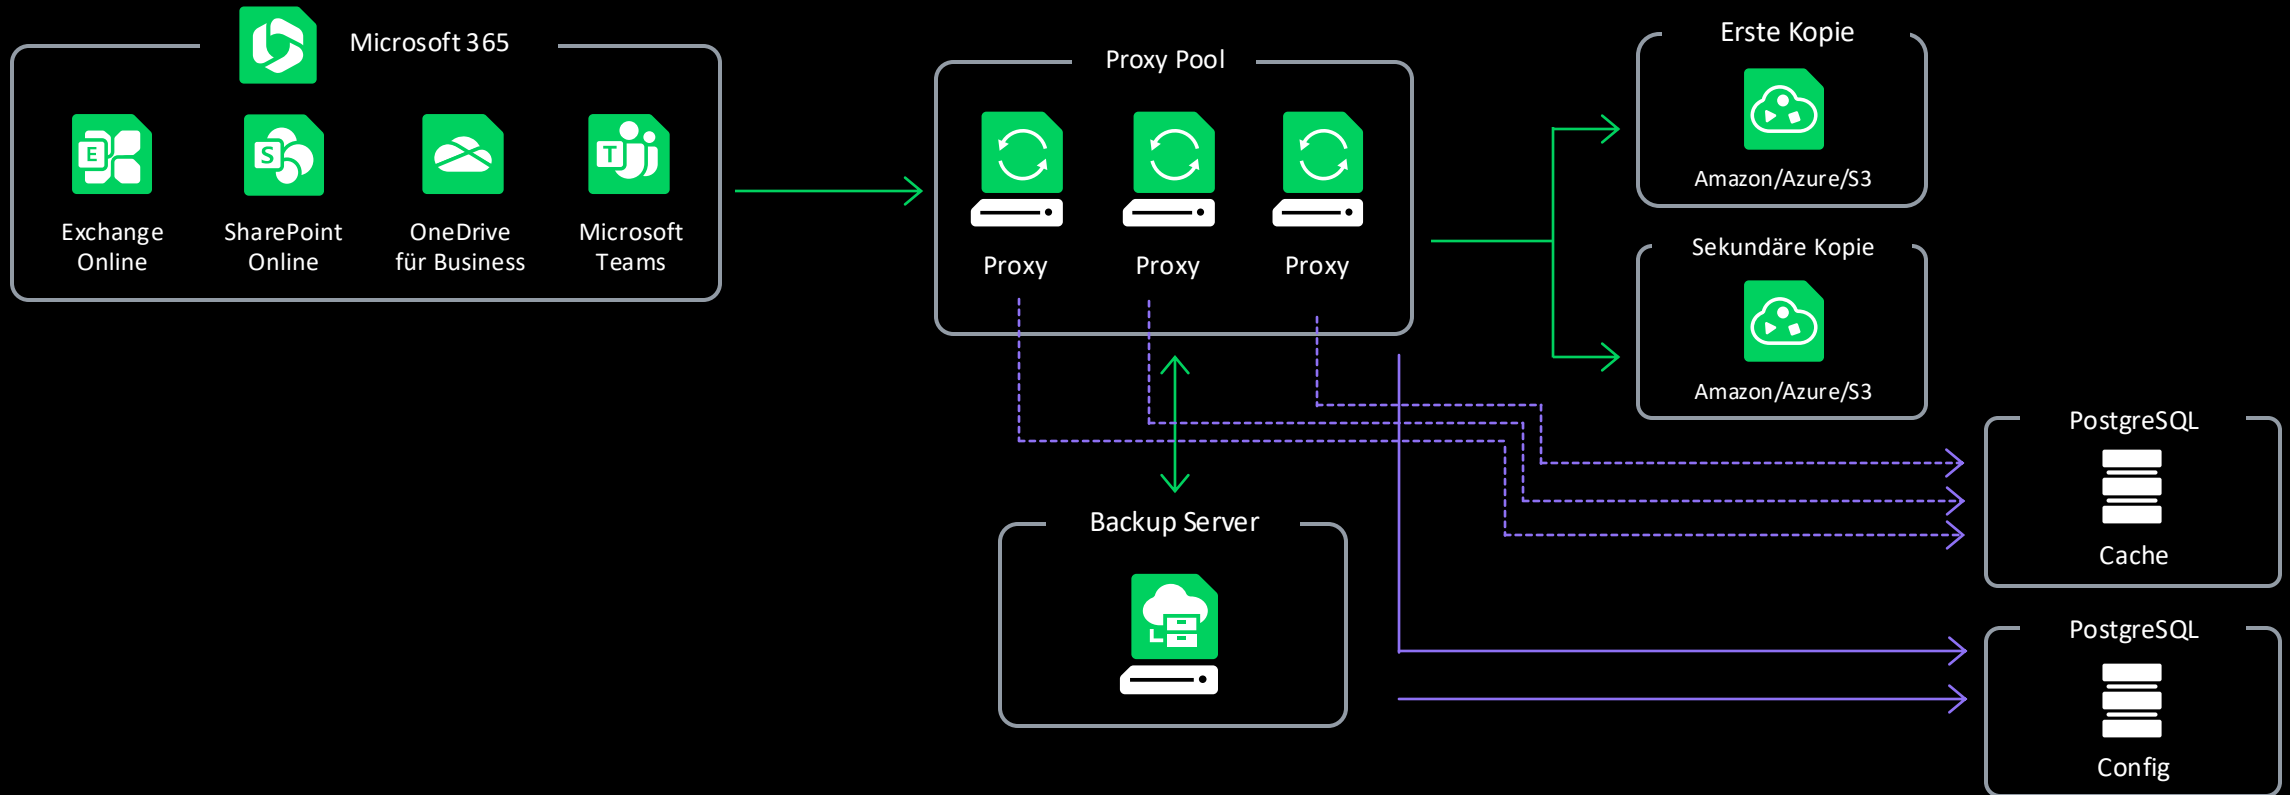 Microsoft 365
E
S
T
Exchange
Online
SharePoint
Online
OneDrive
für Business
Microsoft
Teams
Proxy Pool
Proxy
Proxy
Proxy
Erste Kopie
Amazon/Azure/S3
Sekundäre Kopie
Amazon/Azure/S3
Backup Server
PostgreSQL
Cache
PostgreSQL
Config